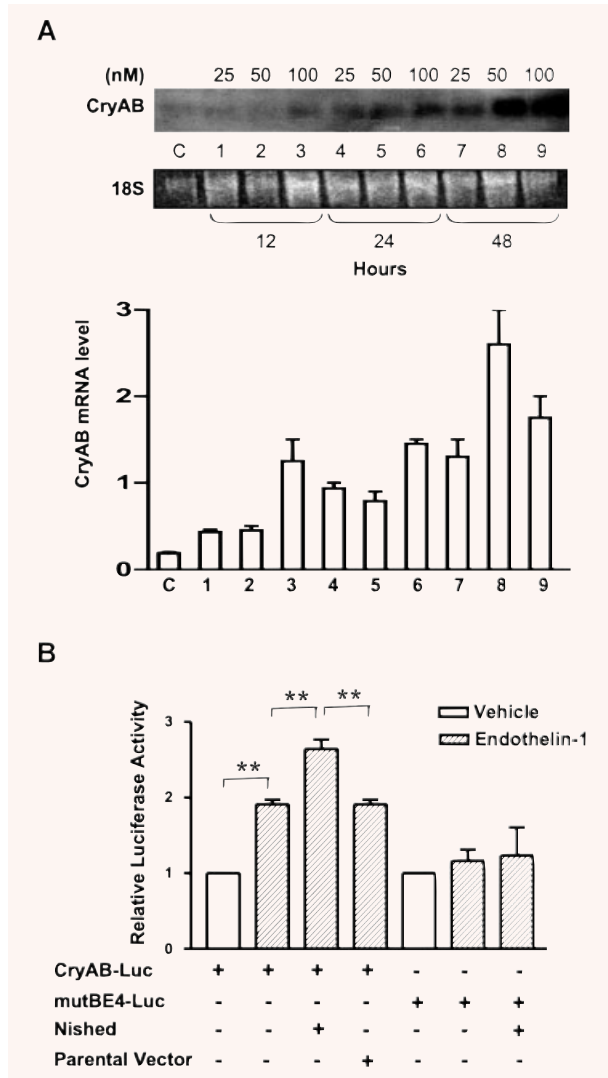 A
(nM) 25 50 100 25 50 100 25 50 100
CryAB
C 1 2 3 4 5 6 7 8 9
18S
12 24 48
Hours
CryAB mRNA level
3
2
1
0
C 1 2 3 4 5 6 7 8 9
B
Relative Luciferase Activity
3
2
1
0
** ** **
Vehicle
Endothelin-1
CryAB-Luc + + + + - - -
mutBE4-Luc - - - - + + +
Nished - - + - - - +
Parental Vector - - - + - - -